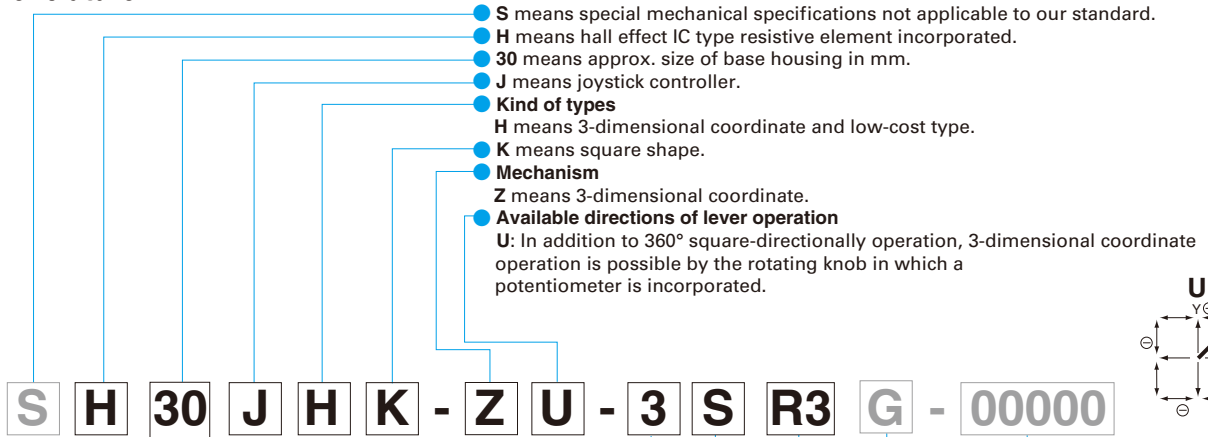 S means special mechanical specifications not applicable to our standard.
H means hall effect IC type resistive element incorporated.
30 means approx. size of base housing in mm.
J means joystick controller.
Kind of types
H means 3-dimensional coordinate and low-cost type.
K means square shape.
Mechanism
Z means 3-dimensional coordinate.
Available directions of lever operation
U: In addition to 360° square-directionally operation, 3-dimensional coordinate
operation is possible by the rotating knob in which a
potentiometer is incorporated.
U
Y
S H 30 J H K - Z U - 3 S R3 G - 00000